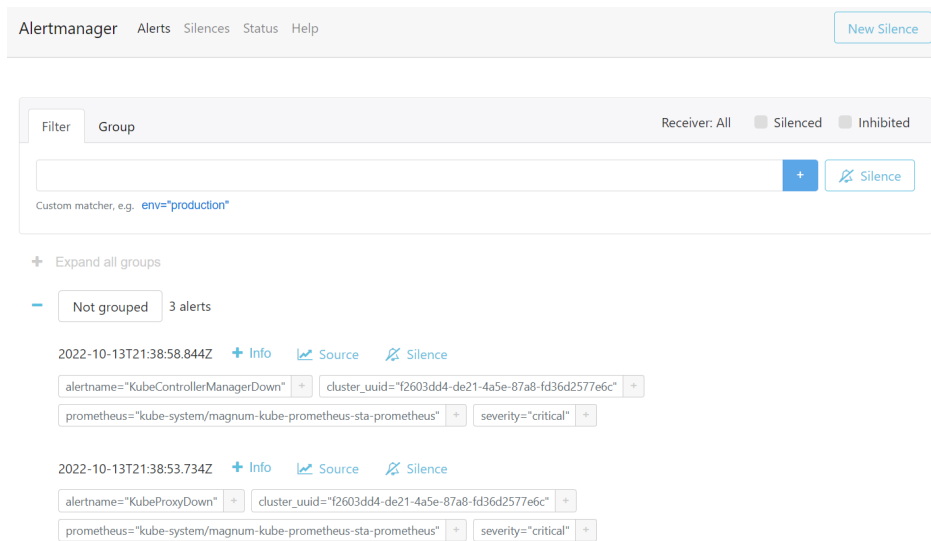 Alertmanager Alerts Silences Status Help New Silence
Filter Group Receiver: All Silenced Inhibited
+ Silence
Custom matcher, e.g. env="production"
+ Expand all groups
− Not grouped 3 alerts
2022-10-13T21:38:58.844Z + Info Source Silence
alertname="KubeControllerManagerDown" + cluster_uuid="f2603dd4-de21-4a5e-87a8-fd36d2577e6c" +
prometheus="kube-system/magnum-kube-prometheus-sta-prometheus" + severity="critical" +
2022-10-13T21:38:53.734Z + Info Source Silence
alertname="KubeProxyDown" + cluster_uuid="f2603dd4-de21-4a5e-87a8-fd36d2577e6c" +
prometheus="kube-system/magnum-kube-prometheus-sta-prometheus" + severity="critical" +